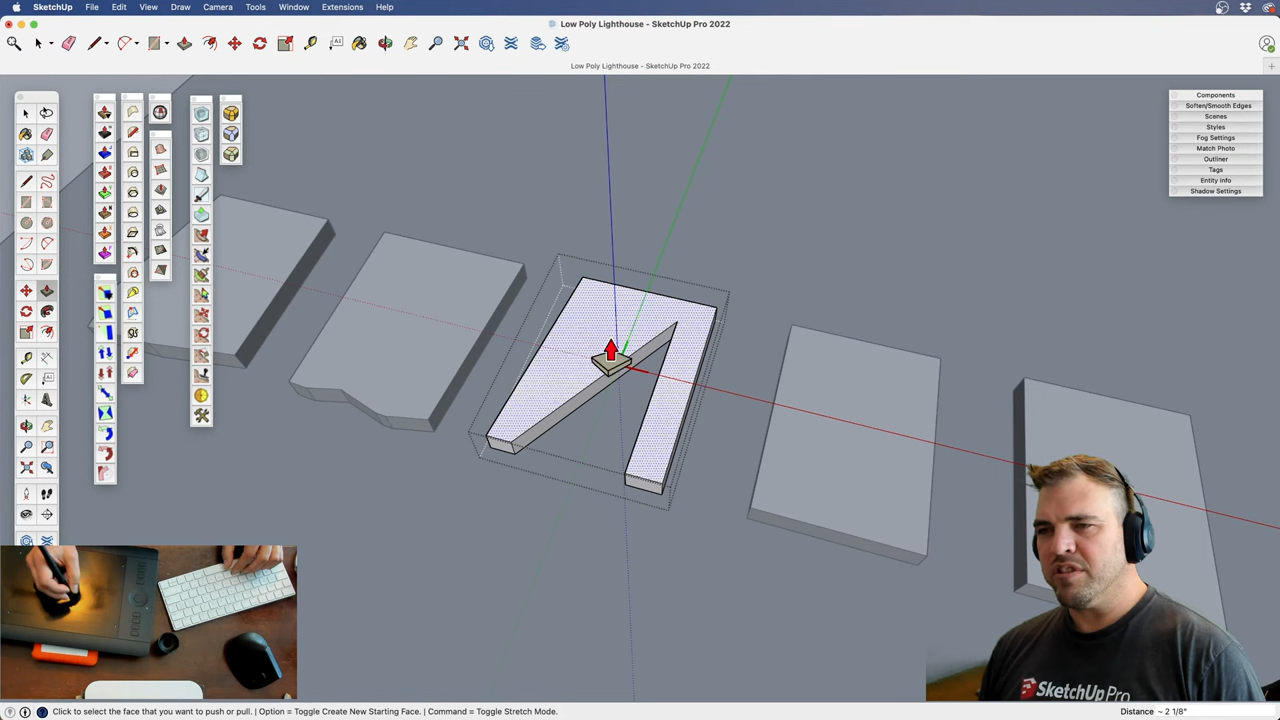 SketchUp File Edit View Draw Camera Tools Window Extensions Help
Low Poly Lighthouse - SketchUp Pro 2022
A1
Low Poly Lighthouse - SketchUp Pro 2022
Components
Soften/Smooth Edges
Scenes
Styles
Fog Settings
Match Photo
Outliner
Tags
Entity Info
Shadow Settings
SketchUp Pro
Click to select the face that you want to push or pull. | Option = Toggle Create New Starting Face. | Command = Toggle Stretch Mode.
Distance ~ 2 1/8"